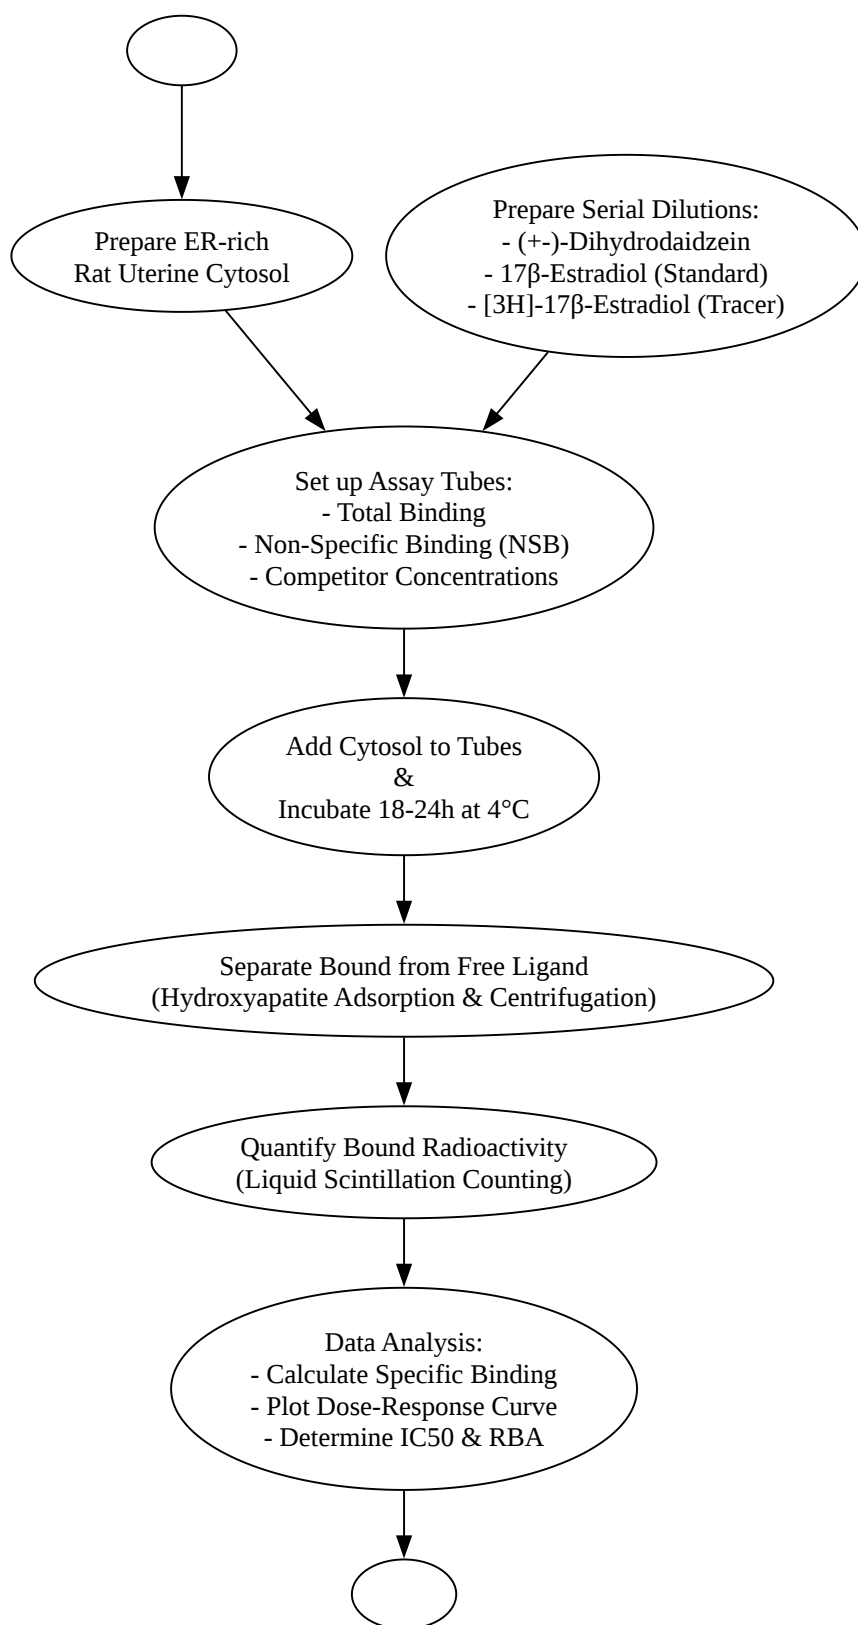 Prepare ER-rich
Rat Uterine Cytosol
Prepare Serial Dilutions:
- (+-)-Dihydrodaidzein
- 17β-Estradiol (Standard)
- [3H]-17β-Estradiol (Tracer)
Set up Assay Tubes:
- Total Binding
- Non-Specific Binding (NSB)
- Competitor Concentrations
Add Cytosol to Tubes
&
Incubate 18-24h at 4°C
Separate Bound from Free Ligand
(Hydroxyapatite Adsorption & Centrifugation)
Quantify Bound Radioactivity
(Liquid Scintillation Counting)
Data Analysis:
- Calculate Specific Binding
- Plot Dose-Response Curve
- Determine IC50 & RBA